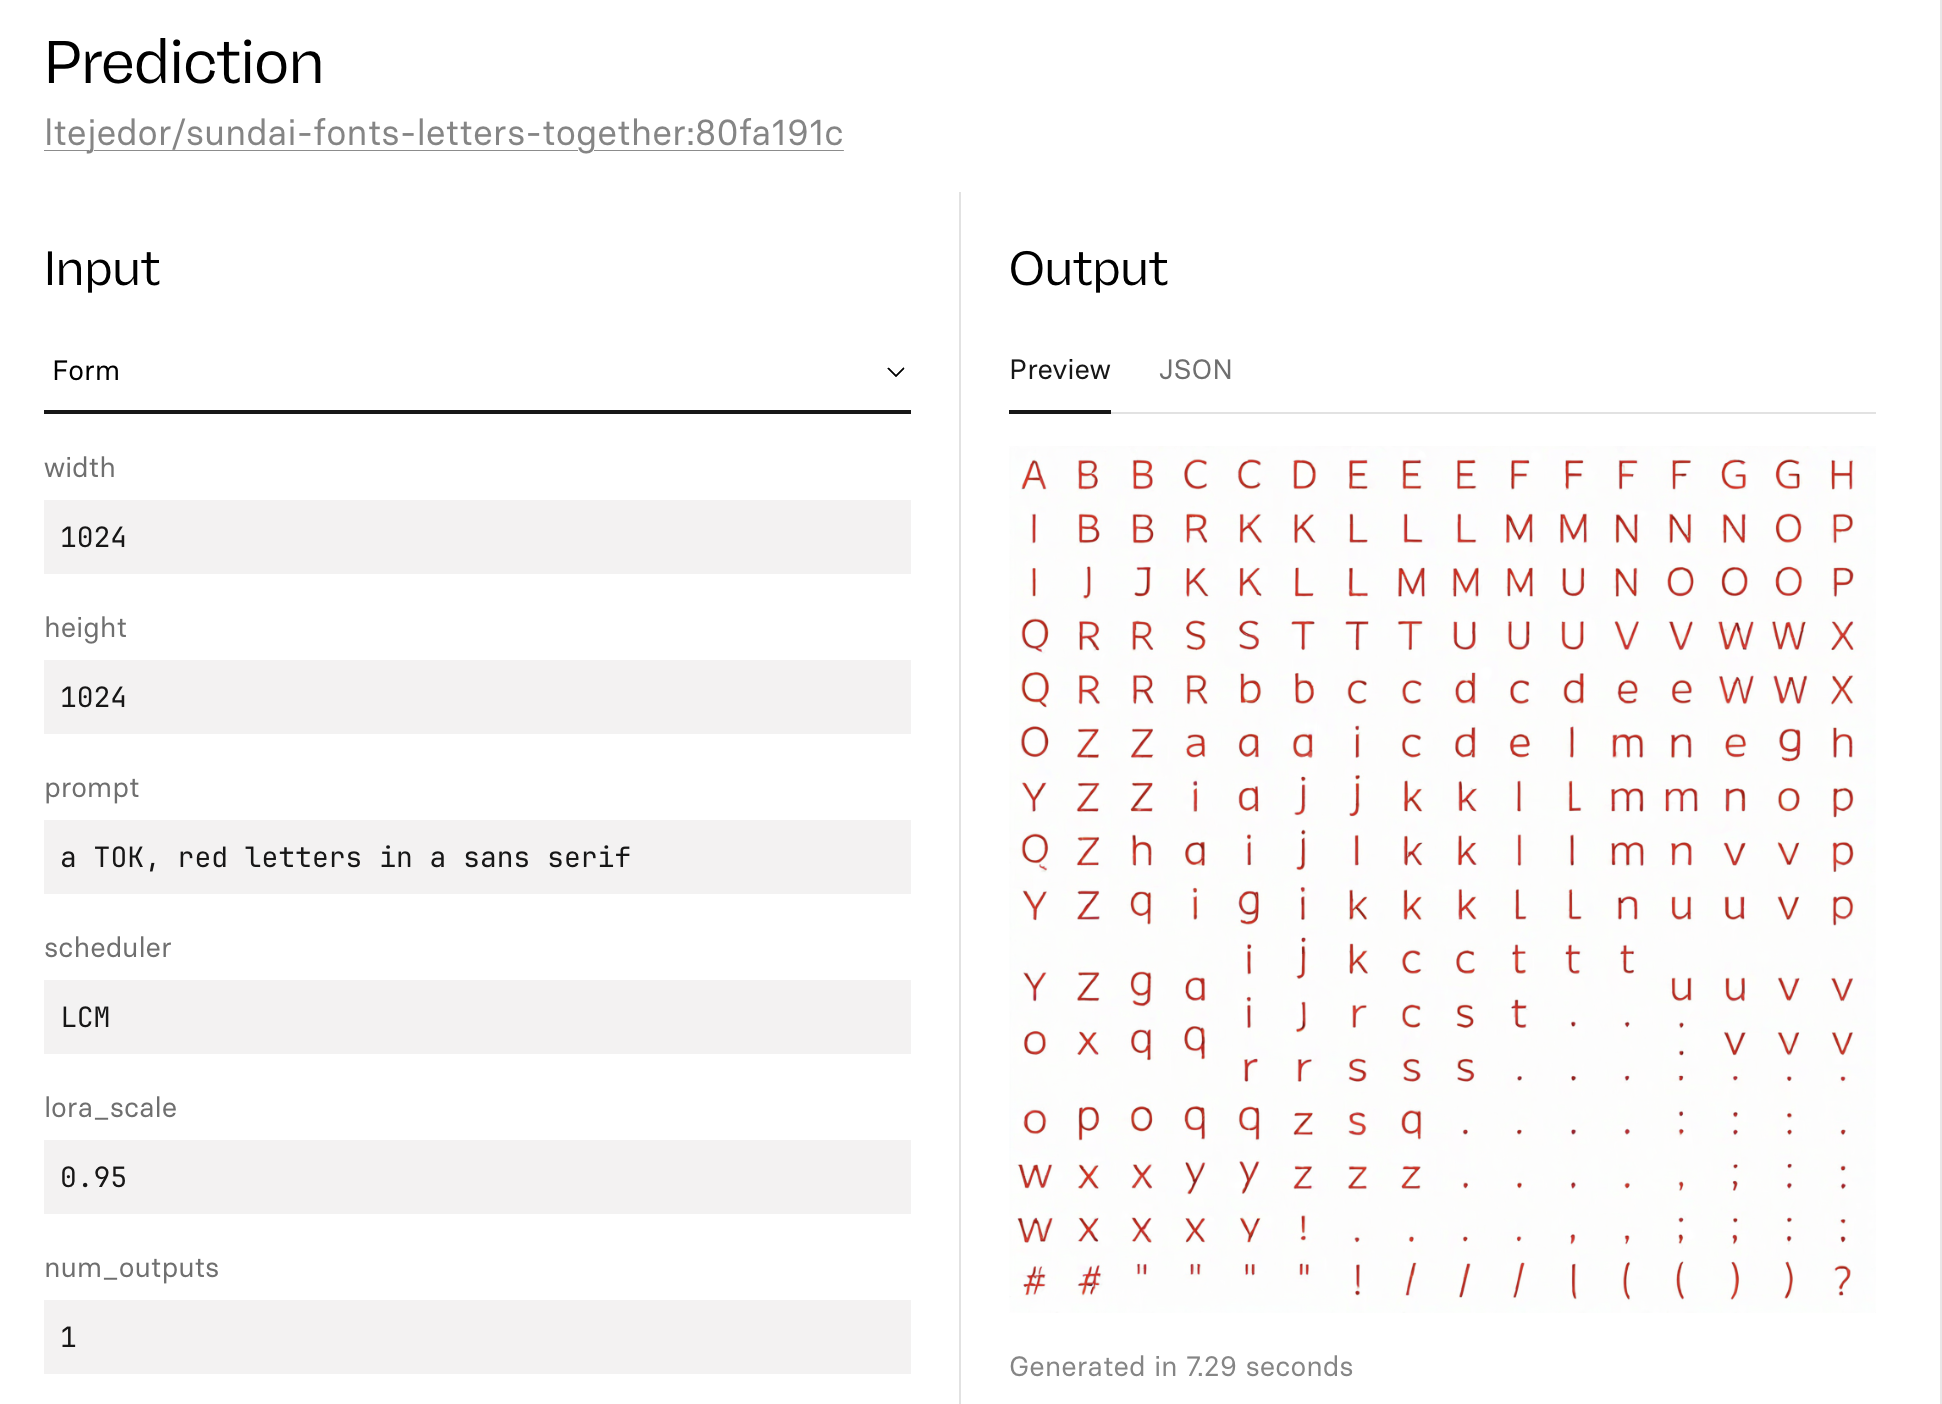 Prediction
ltejedor/sundai-fonts-letters-together:80fa191c
Input
Form
width
1024
height
1024
prompt
a TOK, red letters in a sans serif
scheduler
LCM
lora_scale
0.95
num_outputs
1
Output
Preview JSON
A B B C C D E E E F F F F G G H
I B B R K K L L L M M N N N O P
I J J K K L L M M M U N O O O P
Q R R S S T T T U U U V V W W X
Q R R R b b c c d c d e e W W X
O Z Z a a a i c d e l m n e g h
Y Z Z i a j j k k l L m m n o p
Q Z h a i j l k k l l m n v v p
Y Z q i g i k k k L L n u u v p
i j k c c t t t
Y Z g a u u v v
i J r c s t . . .
o x q q . v v v
r r s s s . . . . . . .
o p o q q z s q . . . . : : : .
w x x y y z z z . . . . , ; : :
W X X X Y ! . . . . , , ; ; : :
# # " " " " ! / / / | ( ( ) ) ?
Generated in 7.29 seconds